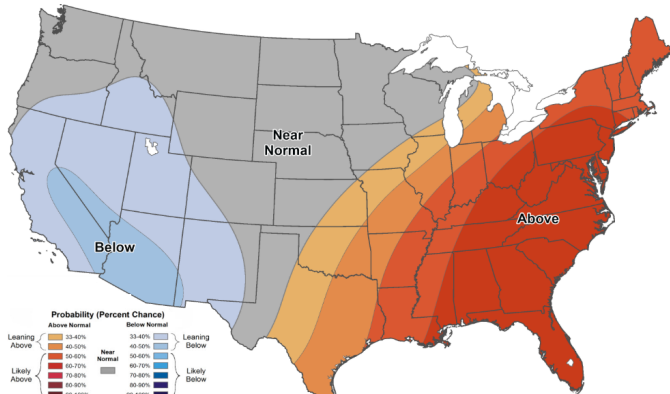 Near
Normal
Above
Below
Probability (Percent Chance)
Above Normal
Below Normal
Leaning
Above
33-40%
33-40%
Leaning
Below
40-50%
40-50%
Near
Normal
Likely
Above
50-60%
50-60%
Likely
Below
60-70%
60-70%
70-80%
70-80%
80-90%
80-90%